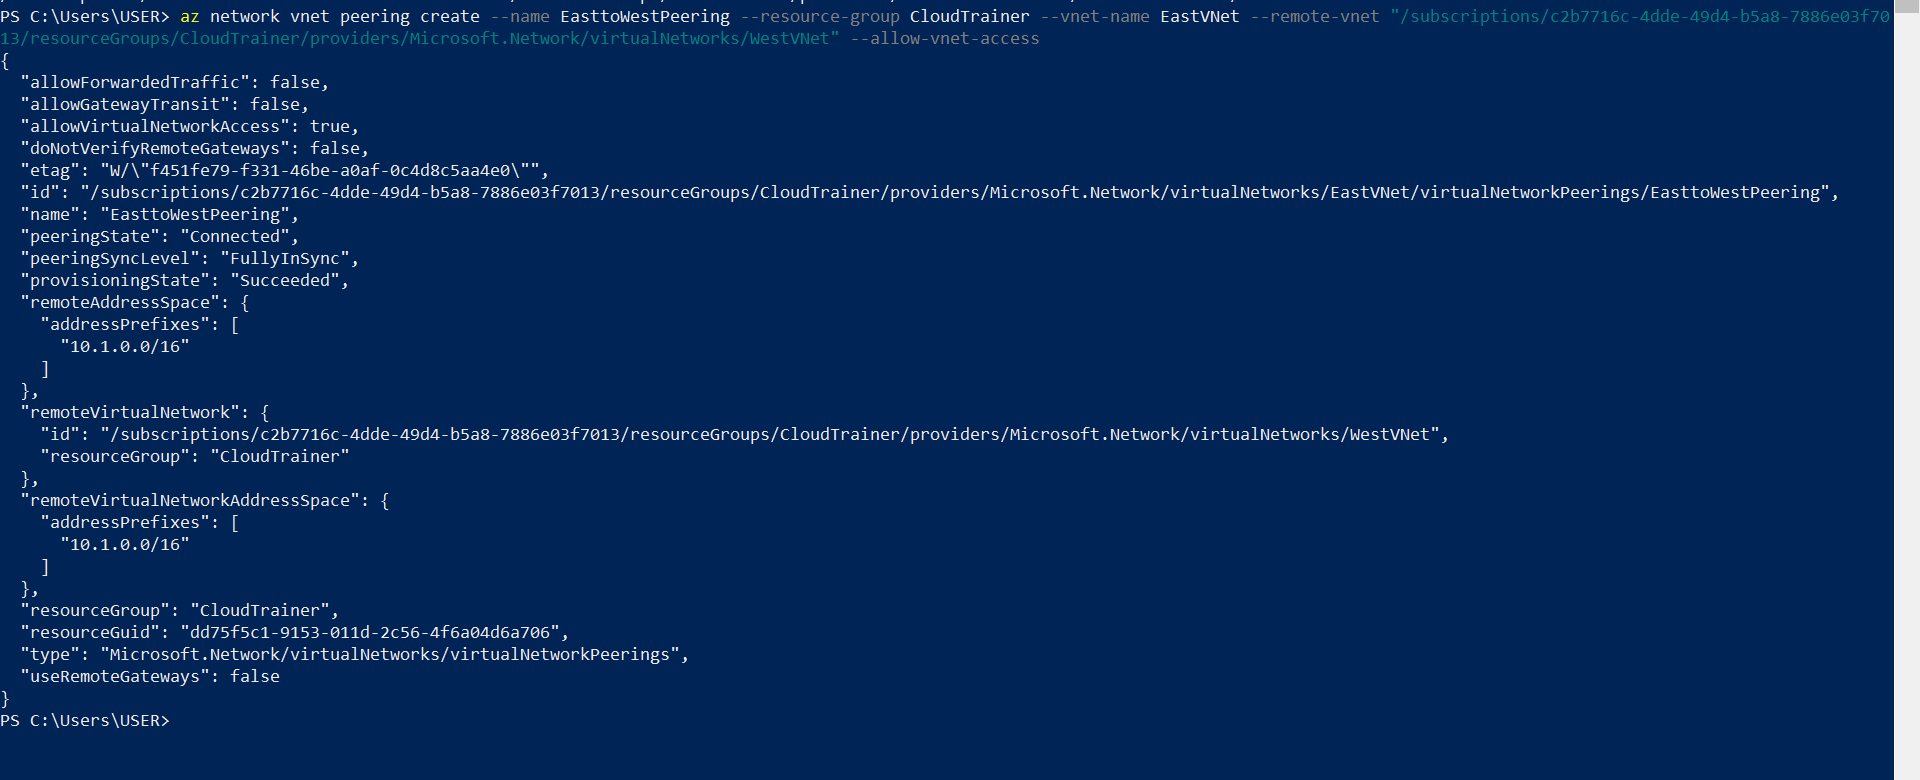 PS C:\Users\USER> az network vnet peering create --name EasttoWestPeering --resource-group CloudTrainer --vnet-name EastVNet --remote-vnet "/subscriptions/c2b7716c-4dde-49d4-b5a8-7886e03f70
13/resourceGroups/CloudTrainer/providers/Microsoft.Network/virtualNetworks/WestVNet" --allow-vnet-access
{
  "allowForwardedTraffic": false,
  "allowGatewayTransit": false,
  "allowVirtualNetworkAccess": true,
  "doNotVerifyRemoteGateways": false,
  "etag": "W/\"f451fe79-f331-46be-a0af-0c4d8c5aa4e0\"",
  "id": "/subscriptions/c2b7716c-4dde-49d4-b5a8-7886e03f7013/resourceGroups/CloudTrainer/providers/Microsoft.Network/virtualNetworks/EastVNet/virtualNetworkPeerings/EasttoWestPeering",
  "name": "EasttoWestPeering",
  "peeringState": "Connected",
  "peeringSyncLevel": "FullyInSync",
  "provisioningState": "Succeeded",
  "remoteAddressSpace": {
    "addressPrefixes": [
      "10.1.0.0/16"
    ]
  },
  "remoteVirtualNetwork": {
    "id": "/subscriptions/c2b7716c-4dde-49d4-b5a8-7886e03f7013/resourceGroups/CloudTrainer/providers/Microsoft.Network/virtualNetworks/WestVNet",
    "resourceGroup": "CloudTrainer"
  },
  "remoteVirtualNetworkAddressSpace": {
    "addressPrefixes": [
      "10.1.0.0/16"
    ]
  },
  "resourceGroup": "CloudTrainer",
  "resourceGuid": "dd75f5c1-9153-011d-2c56-4f6a04d6a706",
  "type": "Microsoft.Network/virtualNetworks/virtualNetworkPeerings",
  "useRemoteGateways": false
}
PS C:\Users\USER>